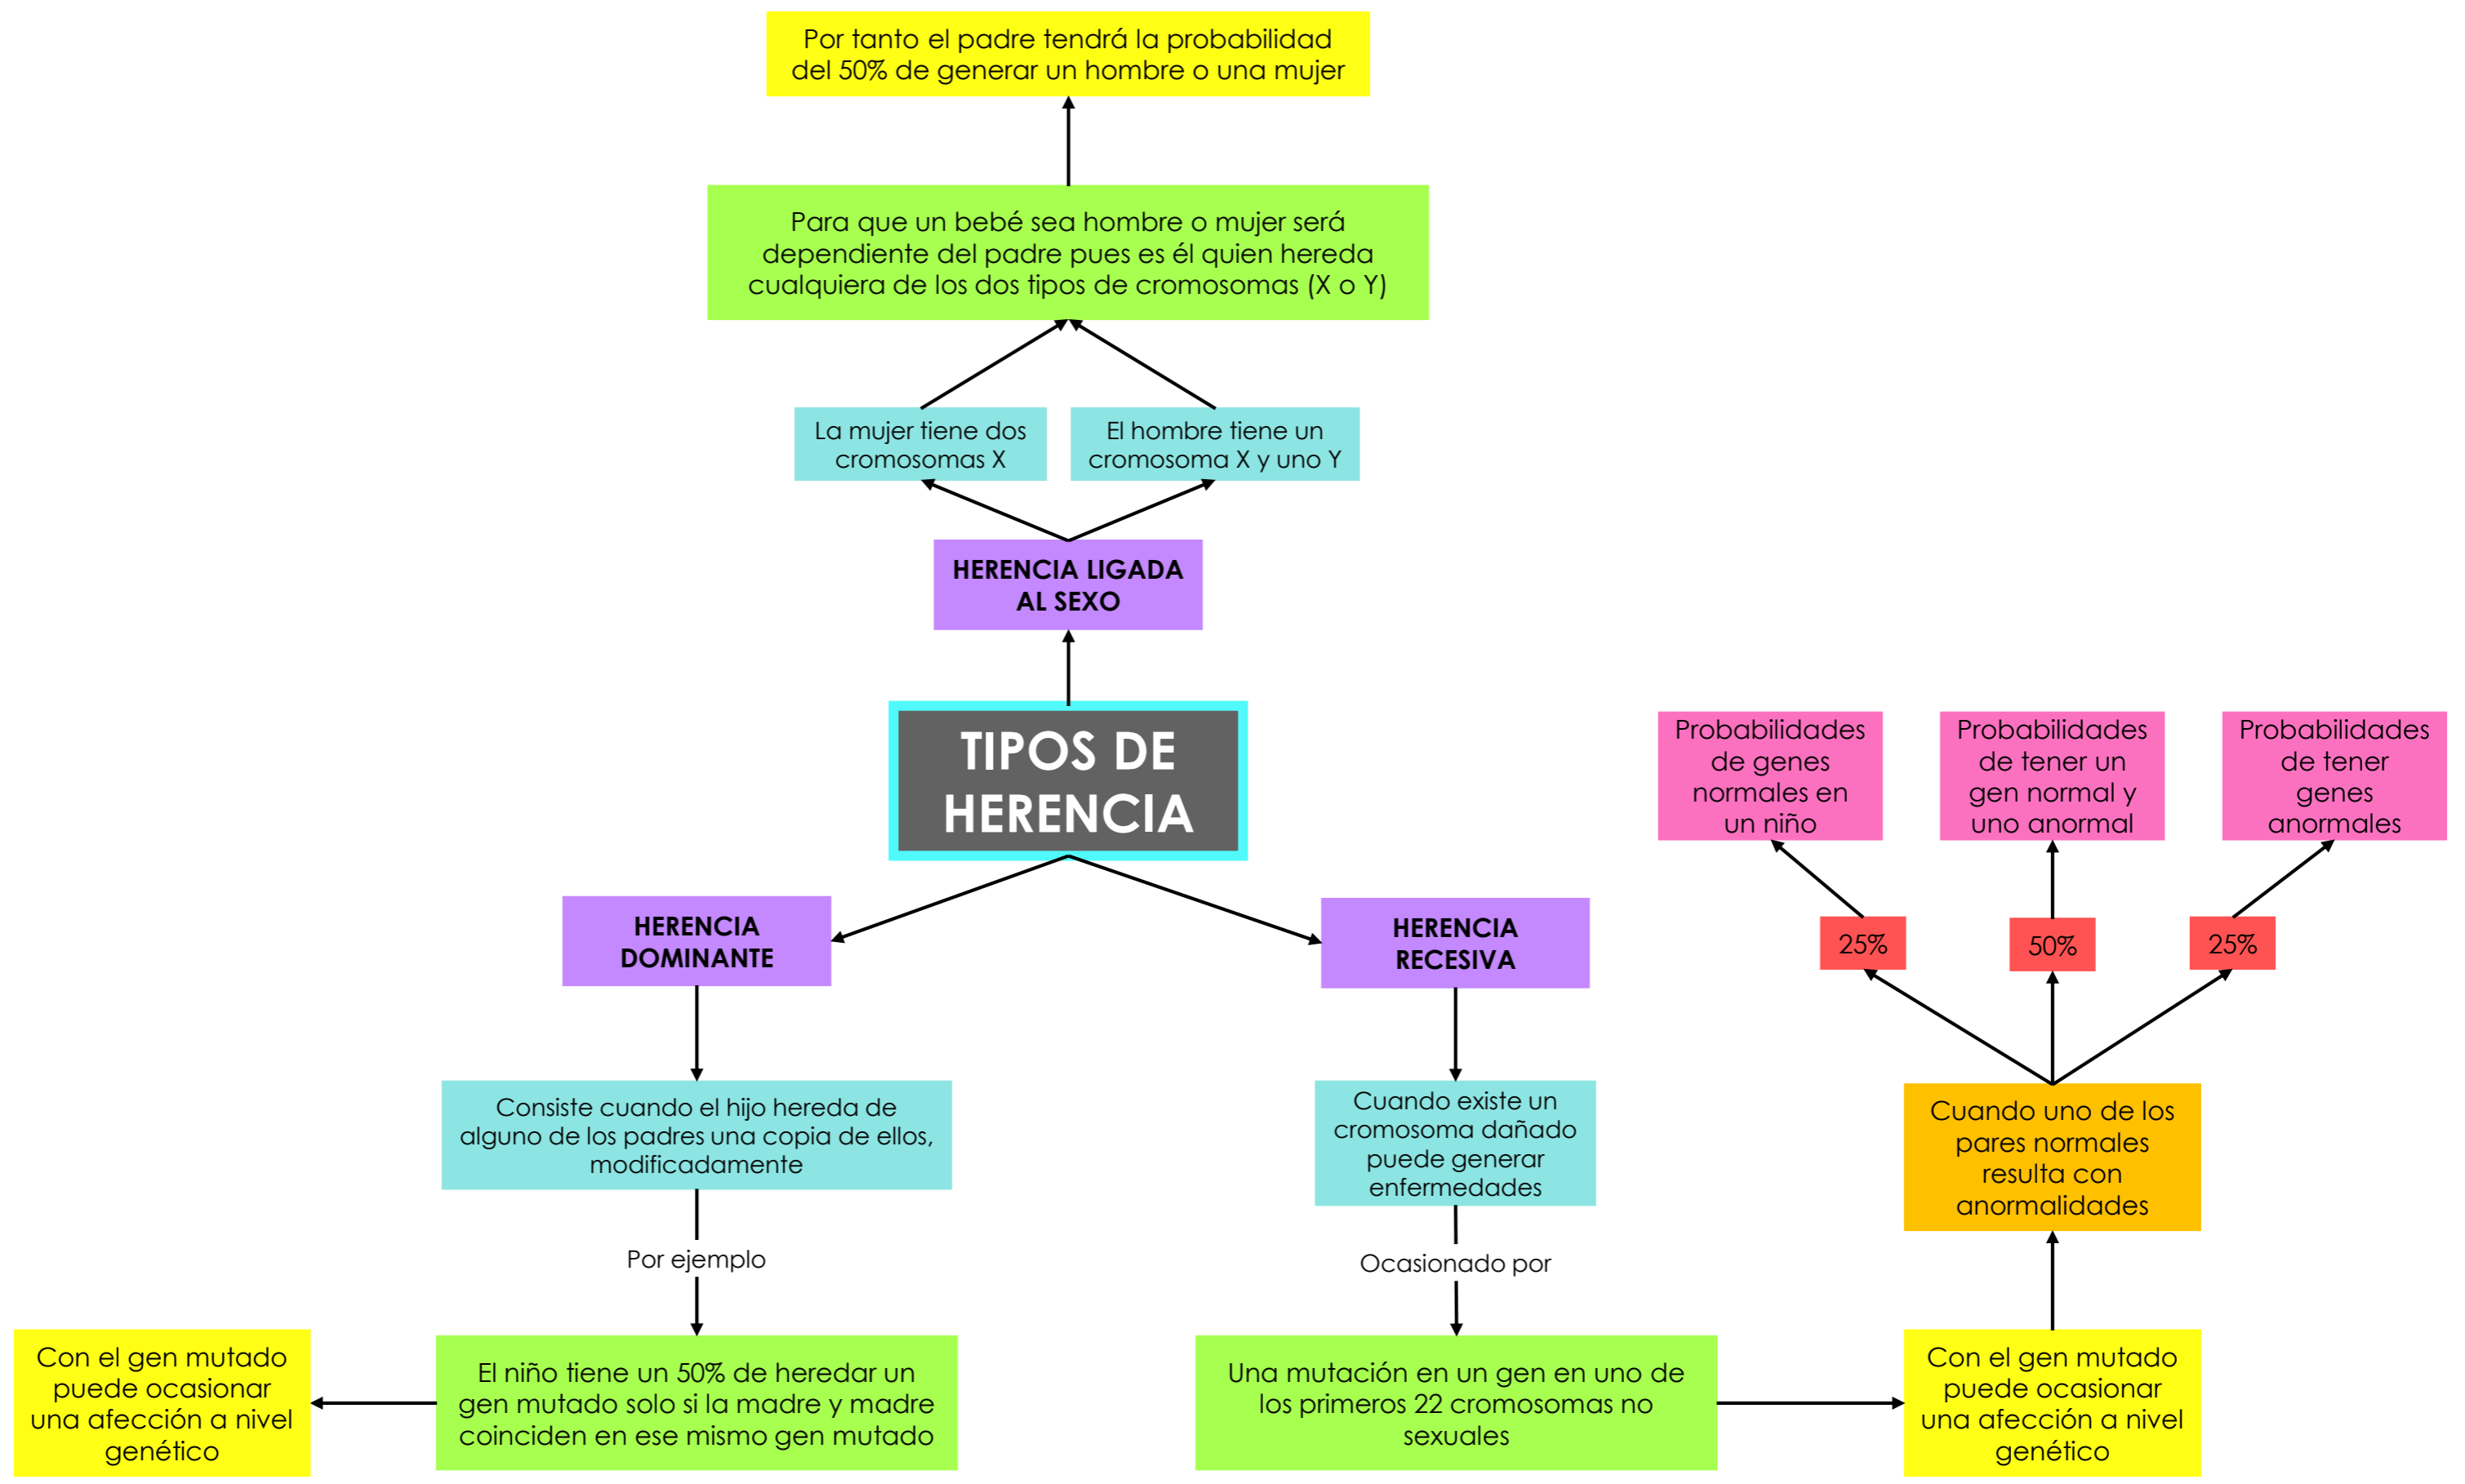 Por tanto el padre tendrá la probabilidad
del 50% de generar un hombre o una mujer
Para que un bebé sea hombre o mujer será
dependiente del padre pues es él quien hereda
cualquiera de los dos tipos de cromosomas (X o Y)
La mujer tiene dos
cromosomas X
El hombre tiene un
cromosoma X y uno Y
HERENCIA LIGADA
AL SEXO
TIPOS DE
HERENCIA
HERENCIA
DOMINANTE
Consiste cuando el hijo hereda de
alguno de los padres una copia de ellos,
modificadamente
Por ejemplo
El niño tiene un 50% de heredar un
gen mutado solo si la madre y madre
coinciden en ese mismo gen mutado
Con el gen mutado
puede ocasionar
una afección a nivel
genético
HERENCIA
RECESIVA
Cuando existe un
cromosoma dañado
puede generar
enfermedades
Ocasionado por
Una mutación en un gen en uno de
los primeros 22 cromosomas no
sexuales
Con el gen mutado
puede ocasionar
una afección a nivel
genético
Cuando uno de los
pares normales
resulta con
anormalidades
25%
50%
25%
Probabilidades
de genes
normales en
un niño
Probabilidades
de tener un
gen normal y
uno anormal
Probabilidades
de tener
genes
anormales